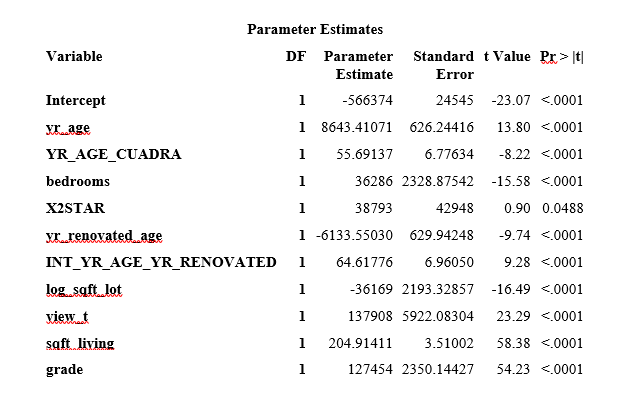 Parameter Estimates
Variable DF Parameter Estimate Standard Error t Value Pr > |t|
Intercept 1 -566374 24545 -23.07 <.0001
yr_age 1 8643.41071 626.24416 13.80 <.0001
YR_AGE_CUADRA 1 55.69137 6.77634 -8.22 <.0001
bedrooms 1 36286 2328.87542 -15.58 <.0001
X2STAR 1 38793 42948 0.90 0.0488
yr_renovated_age 1 -6133.55030 629.94248 -9.74 <.0001
INT_YR_AGE_YR_RENOVATED 1 64.61776 6.96050 9.28 <.0001
log_sqft_lot 1 -36169 2193.32857 -16.49 <.0001
view_t 1 137908 5922.08304 23.29 <.0001
sqft_living 1 204.91411 3.51002 58.38 <.0001
grade 1 127454 2350.14427 54.23 <.0001